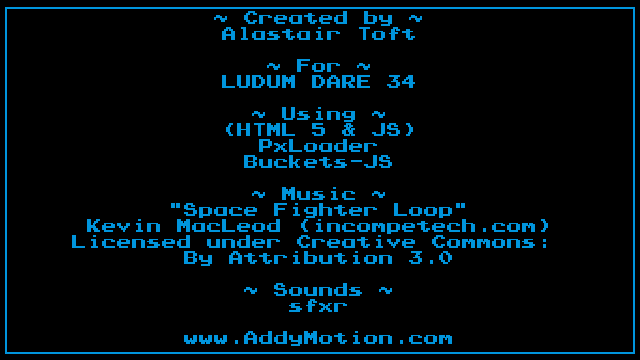 ~ Created by ~
Alastair Toft
~ For ~
LUDUM DARE 34
~ Using ~
(HTML 5 & JS)
PxLoader
Buckets-JS
~ Music ~
"Space Fighter Loop"
Kevin MacLeod (incompetech.com)
Licensed under Creative Commons:
By Attribution 3.0
~ Sounds ~
sfxr
www.AddyMotion.com